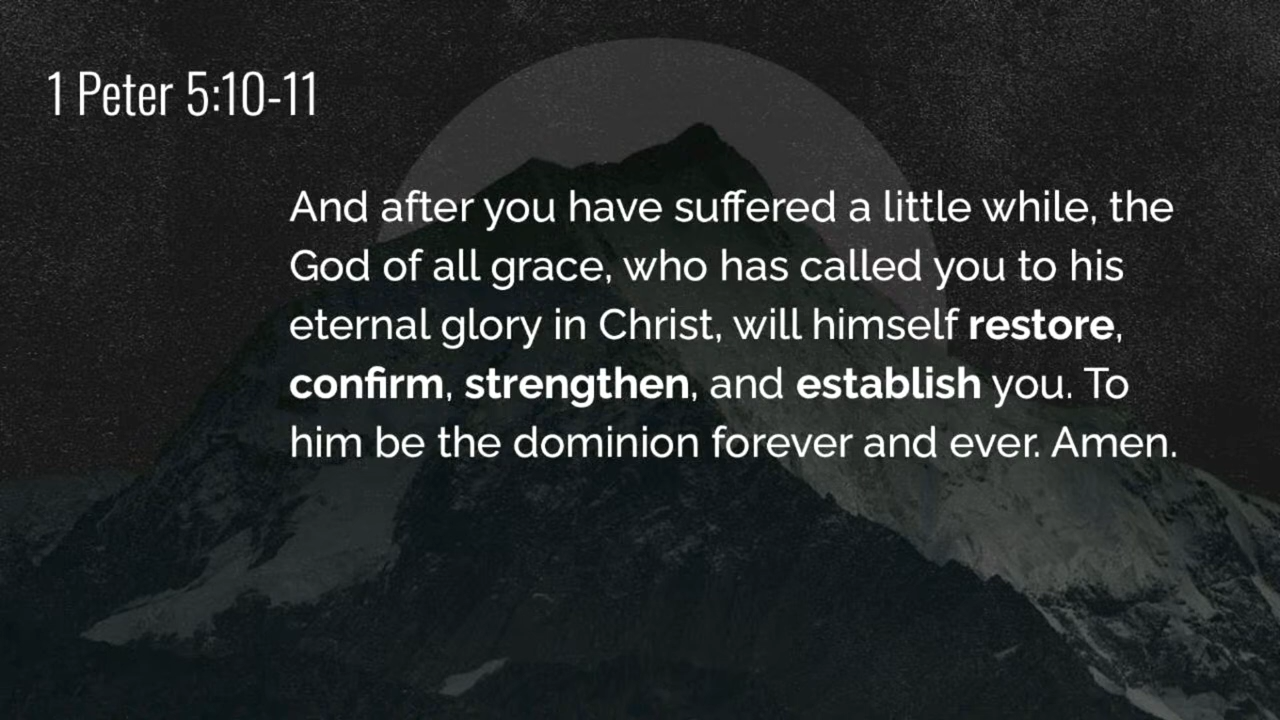 1 Peter 5:10-11
And after you have suffered a little while, the
God of all grace, who has called you to his
eternal glory in Christ, will himself restore,
confirm, strengthen, and establish you. To
him be the dominion forever and ever. Amen.